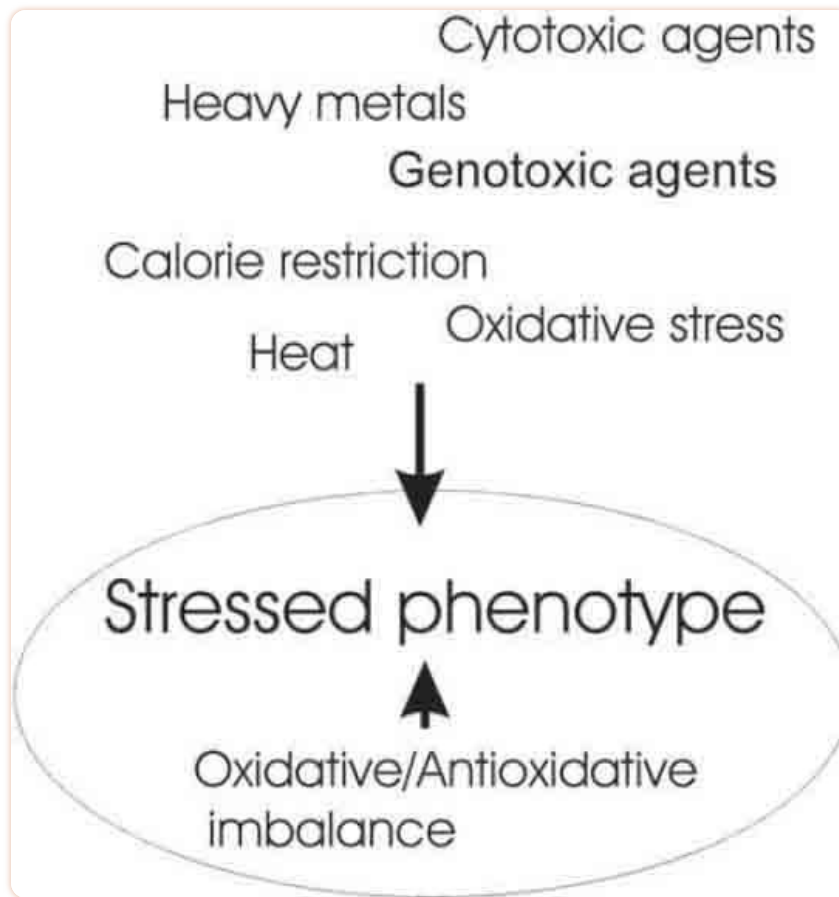 Cytotoxic agents
Heavy metals
Genotoxic agents
Calorie restriction
Oxidative stress
Heat
Stressed phenotype
Oxidative/Antioxidative
imbalance